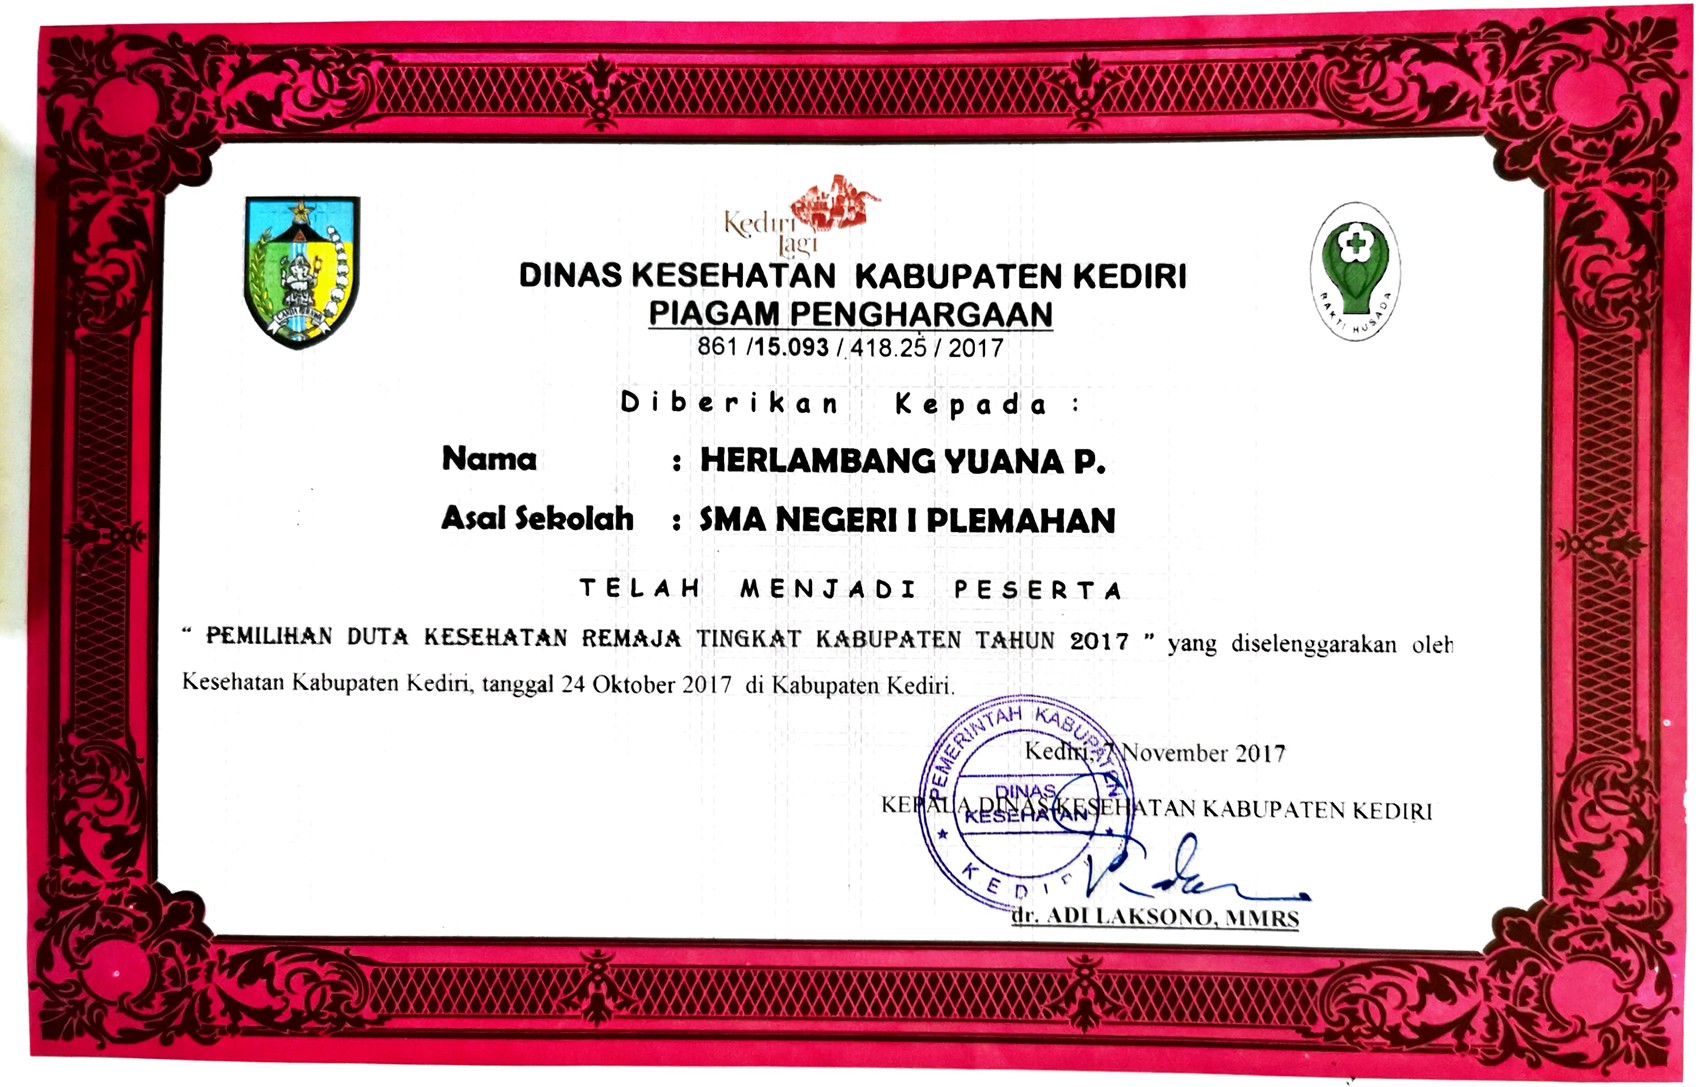 Kediri
lagi
DINAS KESEHATAN KABUPATEN KEDIRI
PIAGAM PENGHARGAAN
861 /15.093 / 418.25 / 2017
BAKTI HUSADA
Diberikan Kepada :
Nama : HERLAMBANG YUANA P.
Asal Sekolah : SMA NEGERI I PLEMAHAN
TELAH MENJADI PESERTA
“ PEMILIHAN DUTA KESEHATAN REMAJA TINGKAT KABUPATEN TAHUN 2017 ” yang diselenggarakan oleh
Kesehatan Kabupaten Kediri, tanggal 24 Oktober 2017 di Kabupaten Kediri.
Kediri, 7 November 2017
KEPALA DINAS KESEHATAN KABUPATEN KEDIRI
PEMERINTAH KABUPATEN
DINAS
KESEHATAN
KEDIRI
dr. ADI LAKSONO, MMRS